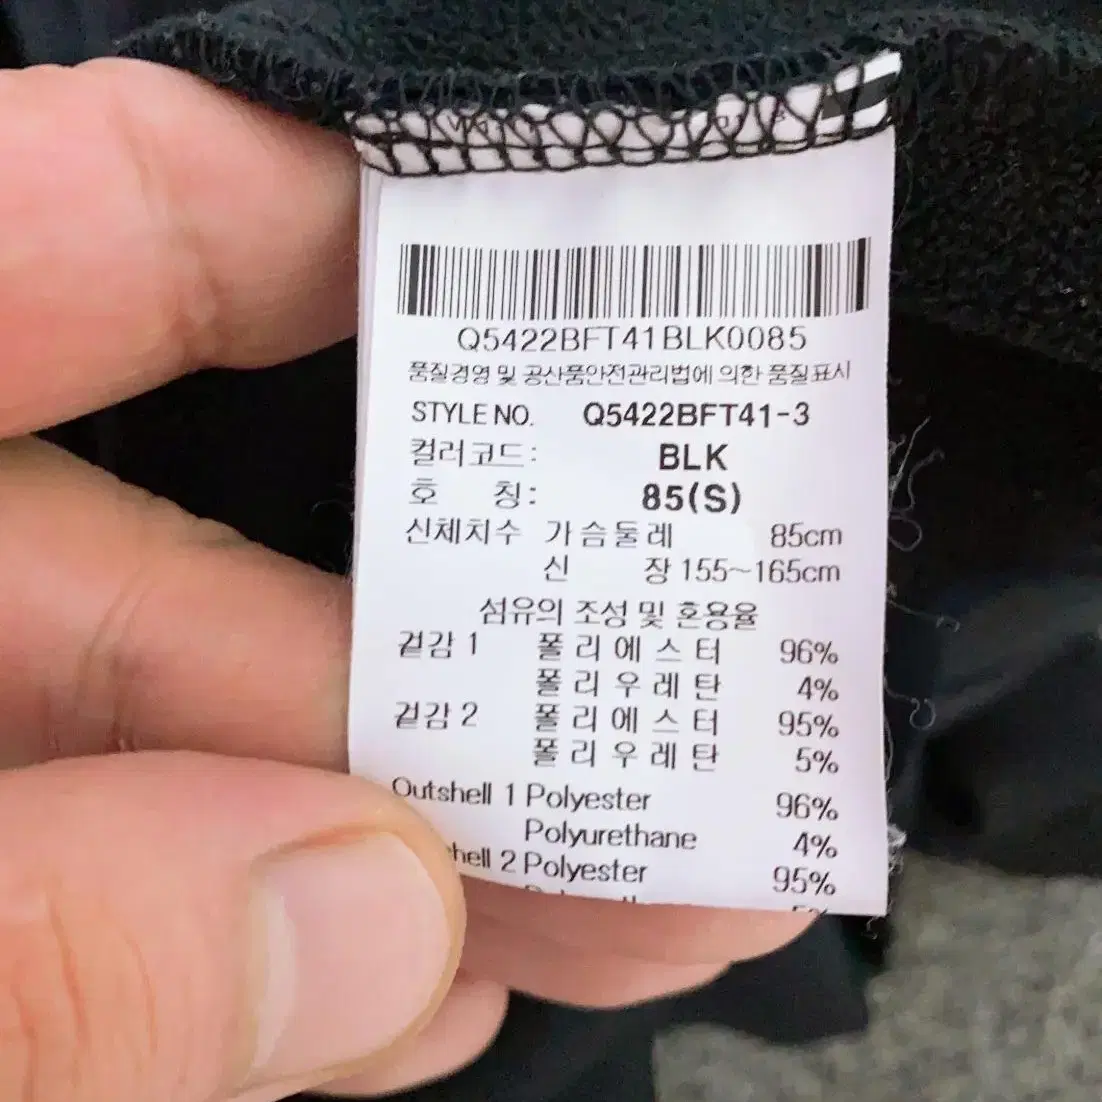 Q5422BFT41BLK0085
품질경영 및 공산품안전관리법에 의한 품질표시
STYLE NO. Q5422BFT41-3
컬러코드: BLK
호 칭: 85(S)
신체치수 가슴둘레 85cm
신 장 155~165cm
섬유의 조성 및 혼용율
겉감 1 폴리에스터 96%
폴리우레탄 4%
겉감 2 폴리에스터 95%
폴리우레탄 5%
Outshell 1 Polyester 96%
Polyurethane 4%
hell 2 Polyester 95%